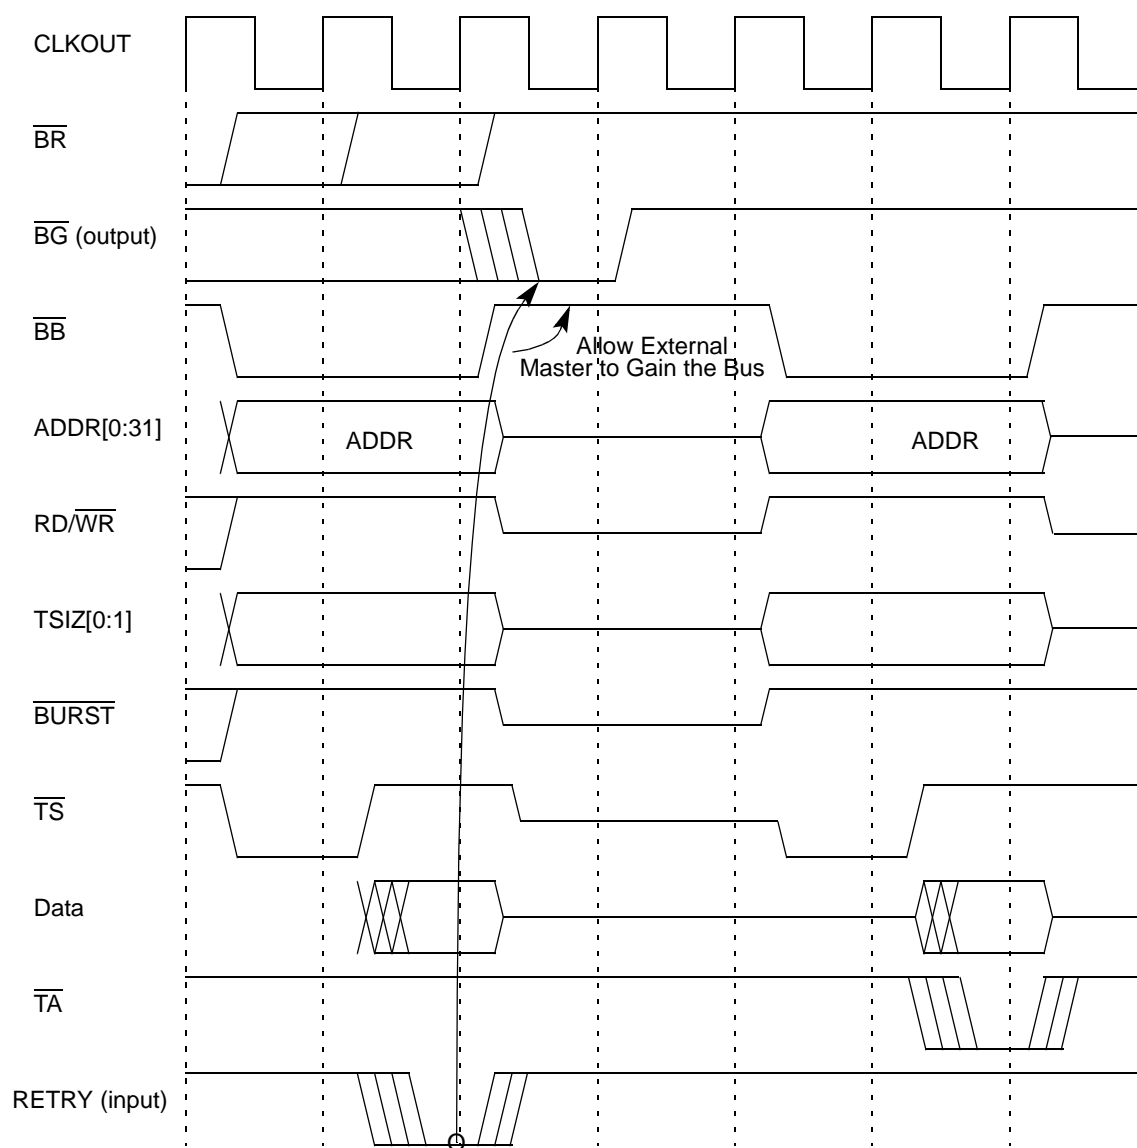 CLKOUT
BR
BG (output)
BB
Allow External
Master to Gain the Bus
ADDR[0:31]
ADDR
ADDR
RD/WR
TSIZ[0:1]
BURST
TS
Data
TA
RETRY (input)